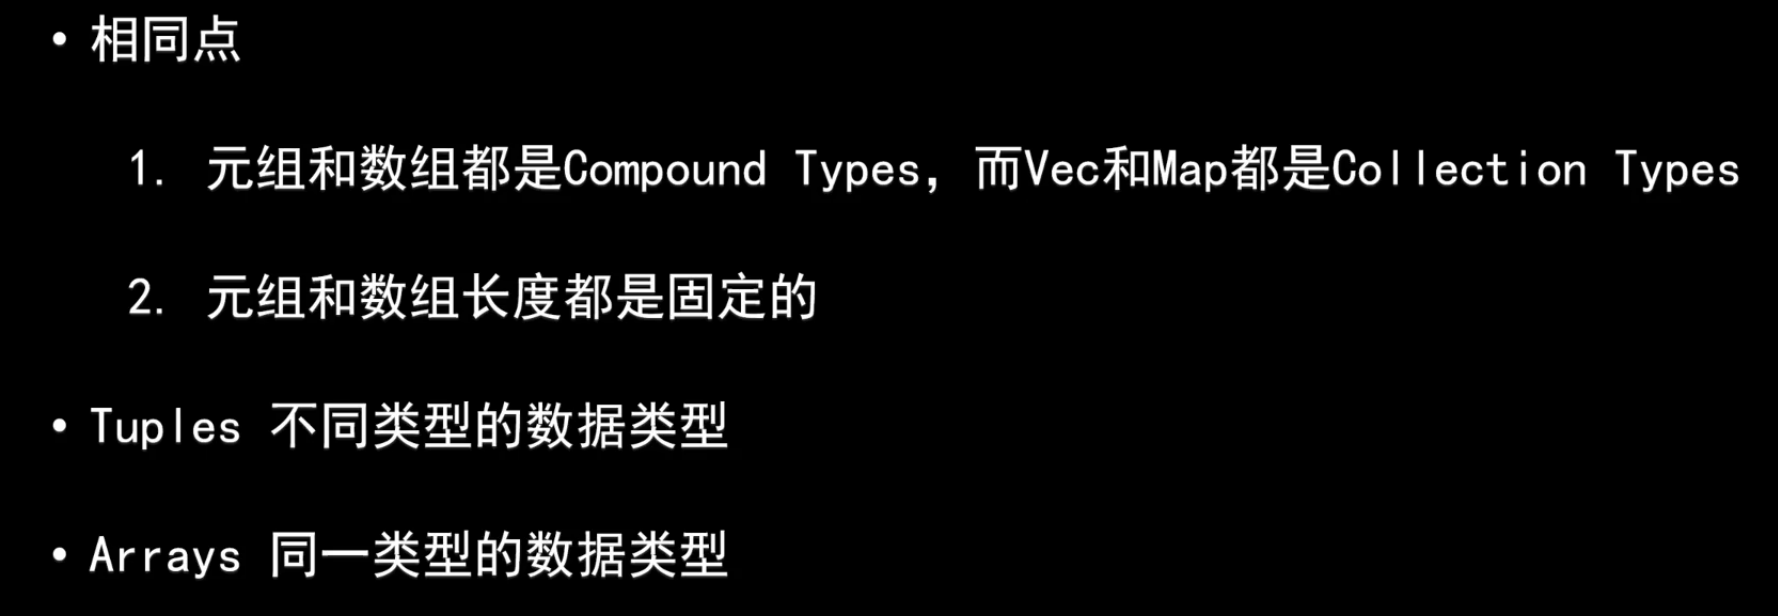 • 相同点
1. 元组和数组都是Compound Types，而Vec和Map都是Collection Types
2. 元组和数组长度都是固定的
• Tuples 不同类型的数据类型
• Arrays 同一类型的数据类型